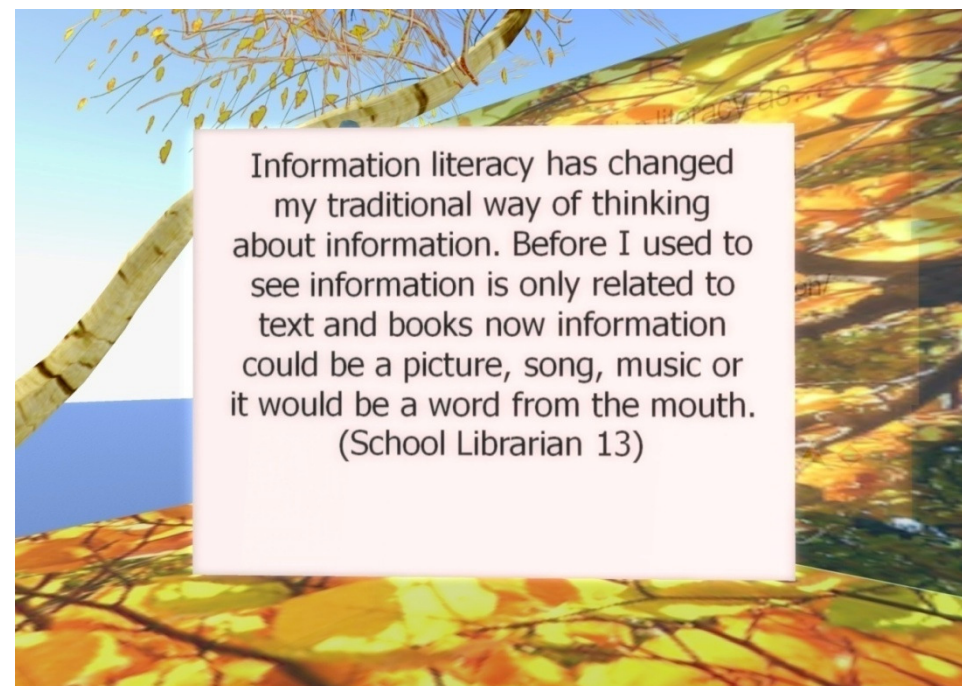 Information literacy has changed
my traditional way of thinking
about information. Before I used to
see information is only related to
text and books now information
could be a picture, song, music or
it would be a word from the mouth.
(School Librarian 13)
literacy as...